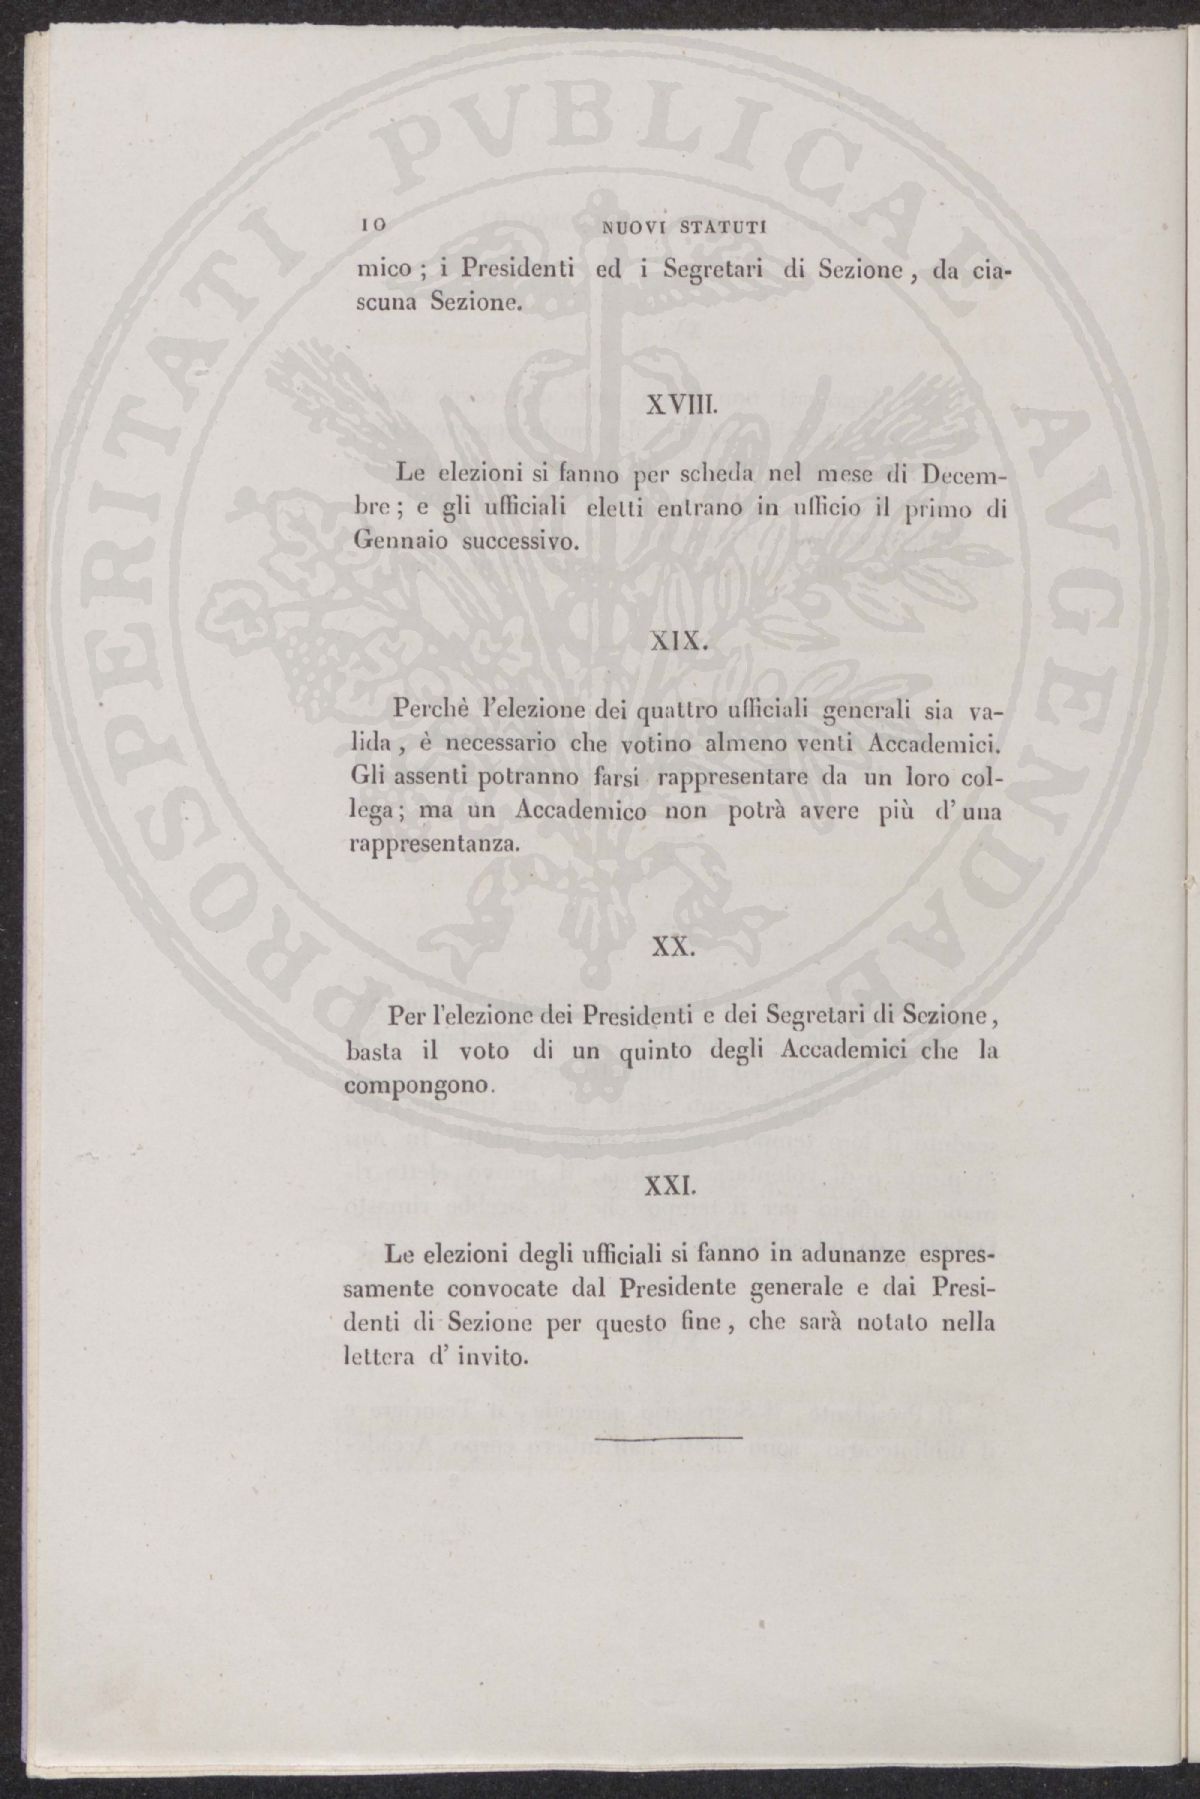 10 NUOVI STATUTI
mico ; i Presidenti ed i Segretari di Sezione , da cia-
scuna Sezione.
XVIII.
Le elezioni si fanno per scheda nel mese di Decem-
bre ; e gli ufficiali eletti entrano in ufficio il primo di
Gennaio successivo.
XIX.
Perchè l'elezione dei quattro ufficiali generali sia va-
lida , è necessario che votino almeno venti Accademici.
Gli assenti potranno farsi rappresentare da un loro col-
lega ; ma un Accademico non potrà avere più d' una
rappresentanza.
XX.
Per l'elezione dei Presidenti e dei Segretari di Sezione ,
basta il voto di un quinto degli Accademici che la
compongono.
XXI.
Le elezioni degli ufficiali si fanno in adunanze espres-
samente convocate dal Presidente generale e dai Presi-
denti di Sezione per questo fine , che sarà notato nella
lettera d' invito.
PROSPERITATI PVBLICAE AVGENDAE